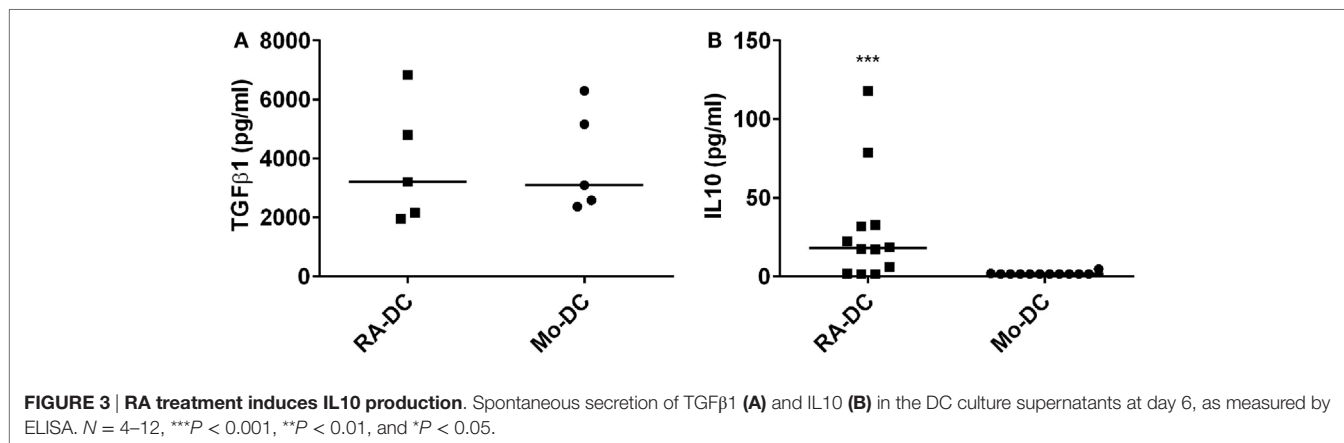 A
8000
6000
4000
2000
0
TGFβ1 (pg/ml)
RA-DC
Mo-DC
B
150
100
50
0
IL10 (pg/ml)
***
RA-DC
Mo-DC
FIGURE 3 | RA treatment induces IL10 production. Spontaneous secretion of TGFβ1 (A) and IL10 (B) in the DC culture supernatants at day 6, as measured by
ELISA. N = 4–12, ***P < 0.001, **P < 0.01, and *P < 0.05.